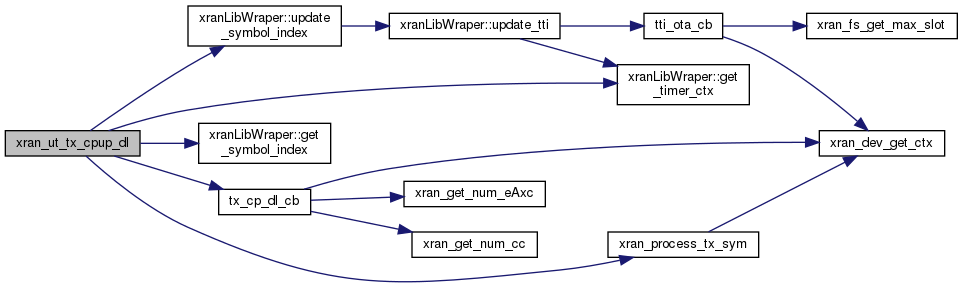 xranLibWraper::update
_symbol_index
xranLibWraper::update_tti
tti_ota_cb
xran_fs_get_max_slot
xranLibWraper::get
_timer_ctx
xran_ut_tx_cpup_dl
xranLibWraper::get
_symbol_index
xran_dev_get_ctx
tx_cp_dl_cb
xran_get_num_eAxc
xran_get_num_cc
xran_process_tx_sym